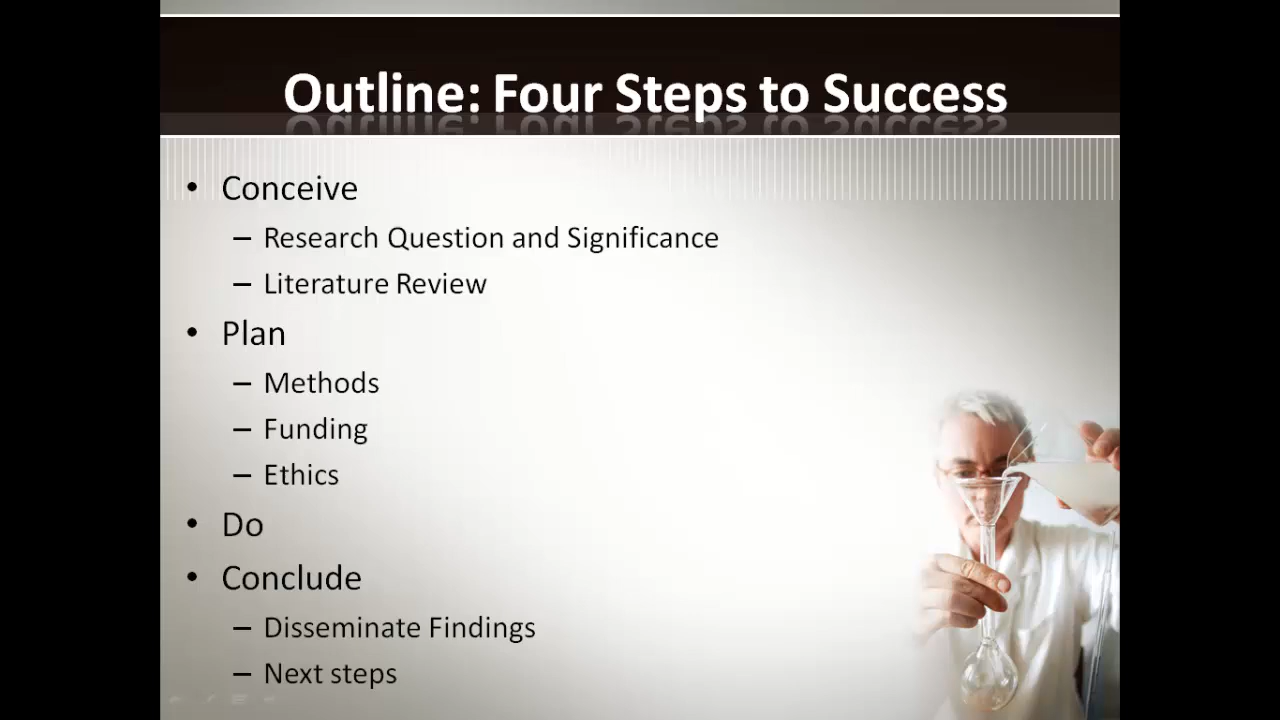 Outline: Four Steps to Success
• Conceive
– Research Question and Significance
– Literature Review
• Plan
– Methods
– Funding
– Ethics
• Do
• Conclude
– Disseminate Findings
– Next steps